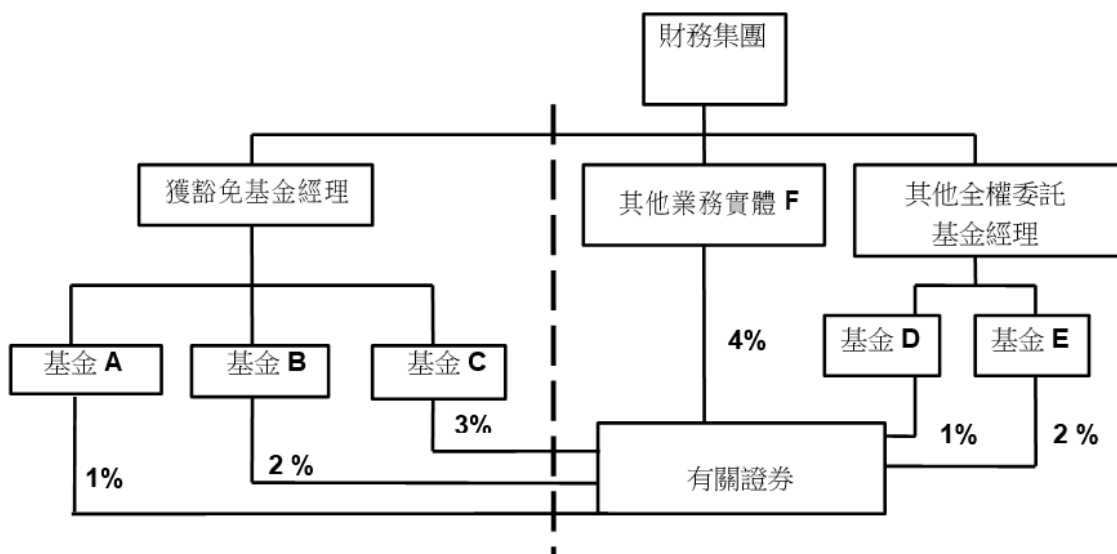 財務集團
獲豁免基金經理
其他業務實體 F
其他全權委託
基金經理
基金 A
基金 B
基金 C
基金 D
基金 E
4%
3%
1%
2 %
2 %
1%
有關證券